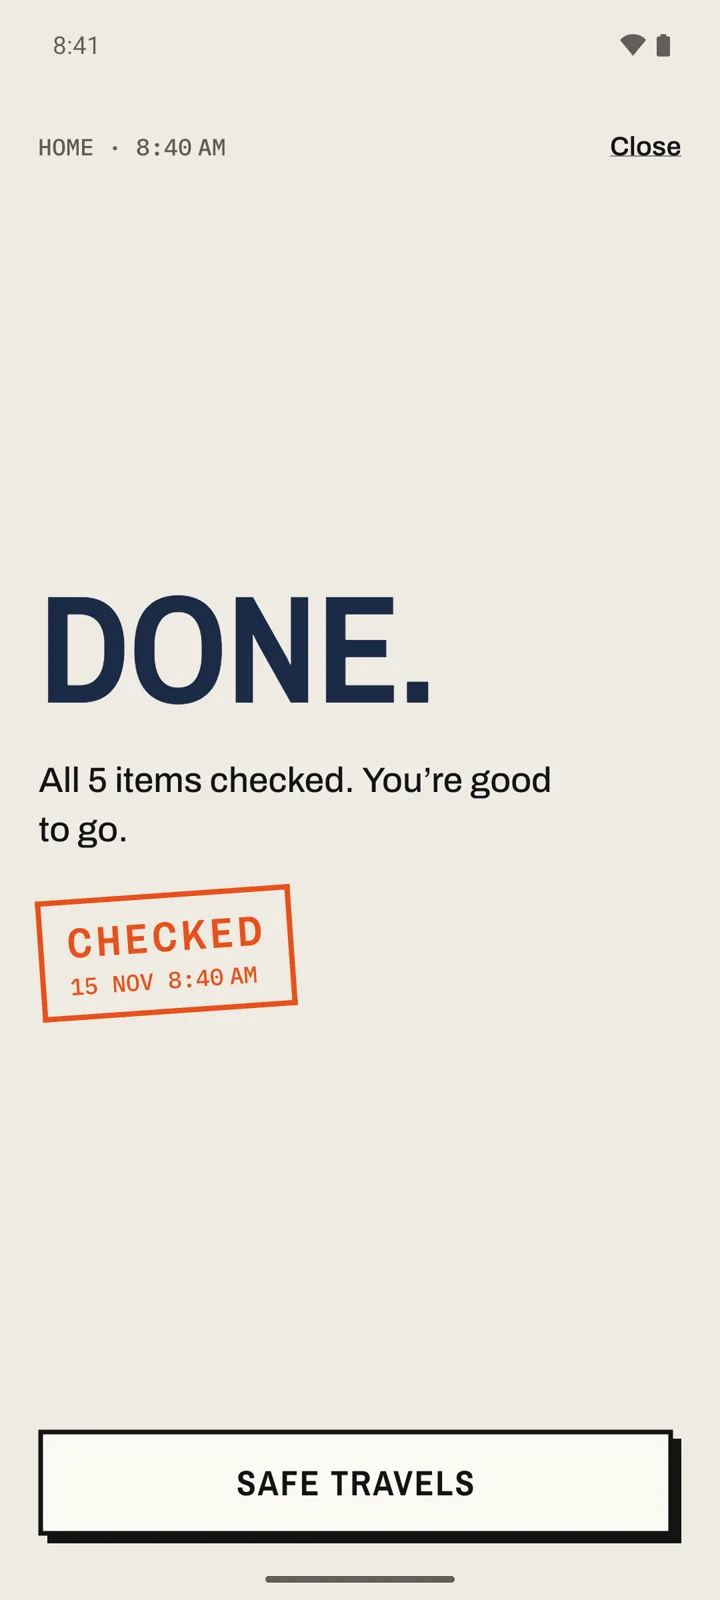 8:41
HOME · 8:40 AM
Close
DONE.
All 5 items checked. You’re good
to go.
CHECKED
15 NOV 8:40 AM
SAFE TRAVELS